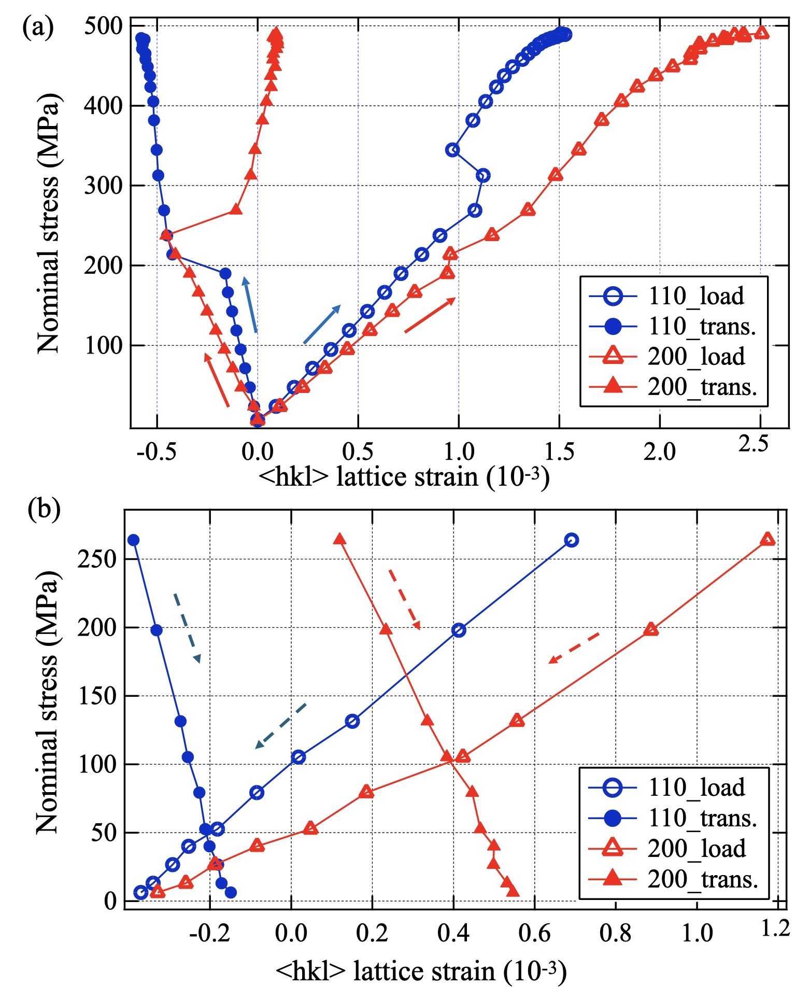 (a)
Nominal stress (MPa)
500
400
300
200
100
110_load
110_trans.
200_load
200_trans.
-0.5 0.0 0.5 1.0 1.5 2.0 2.5
<hkl> lattice strain (10-3)
(b)
Nominal stress (MPa)
250
200
150
100
50
0
110_load
110_trans.
200_load
200_trans.
-0.2 0.0 0.2 0.4 0.6 0.8 1.0 1.2
<hkl> lattice strain (10-3)